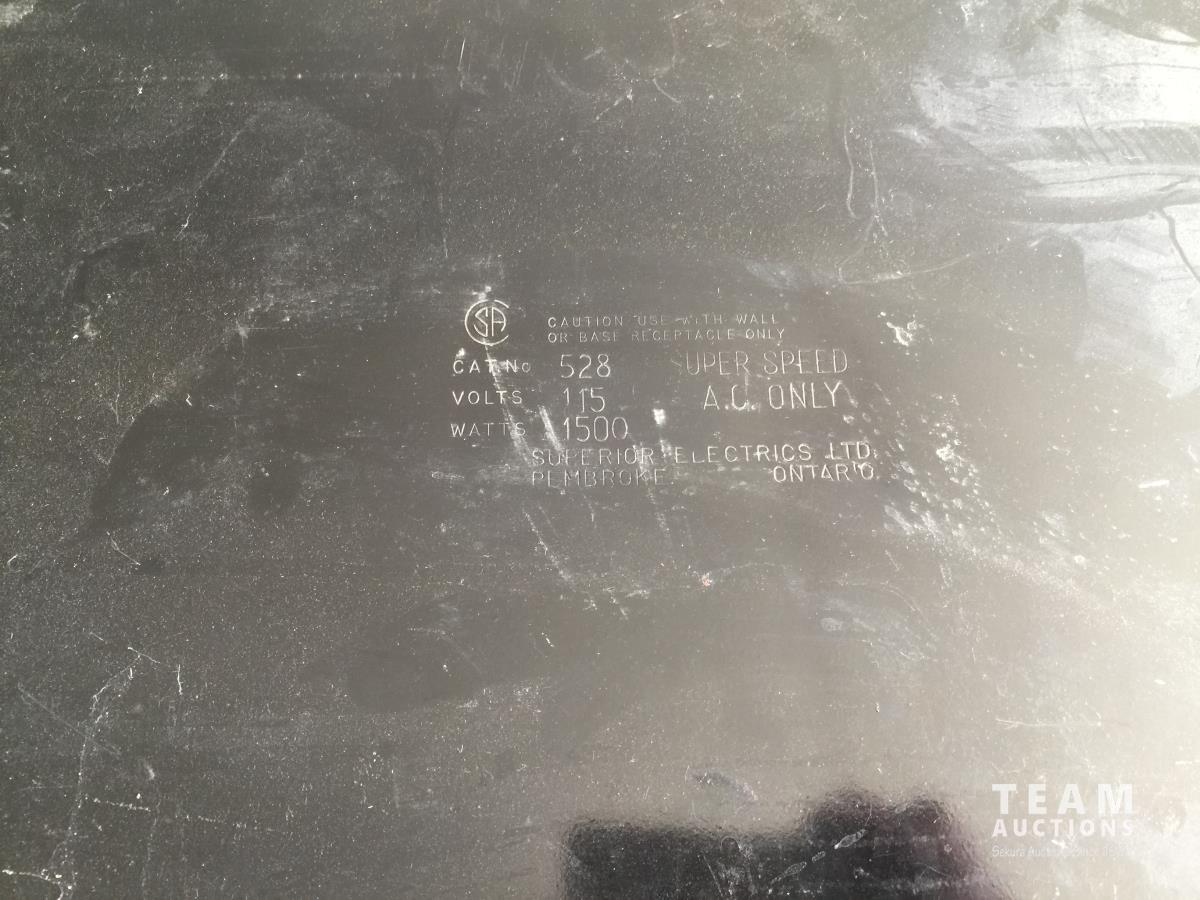 CSA
CAUTION USE WITH WALL
OR BASE RECEPTACLE ONLY
CAT. No 528 SUPER SPEED
VOLTS 115 A.C. ONLY
WATTS 1500
SUPERIOR ELECTRICS LTD.
PEMBROKE ONTARIO
TEAM
AUCTIONS